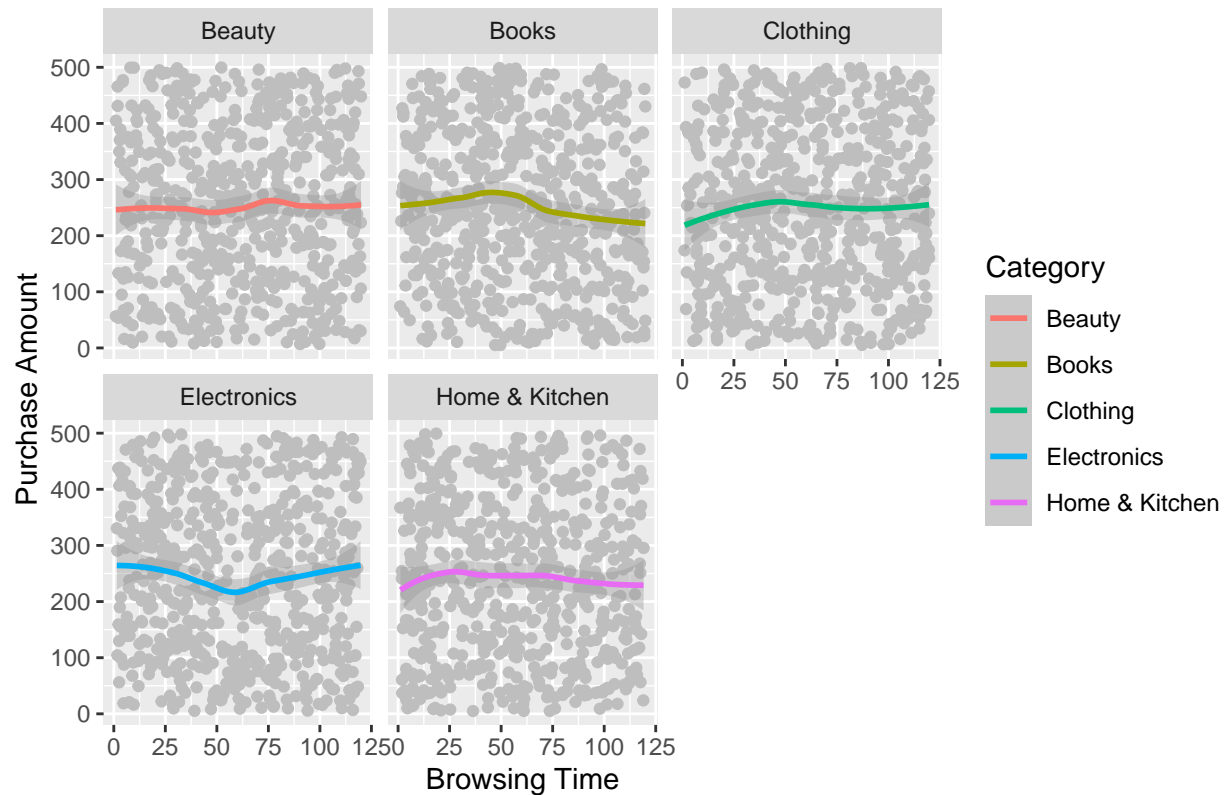 Beauty
Books
Clothing
500
400
300
200
100
0
0 25 50 75 100 125
Electronics
Home & Kitchen
500
400
300
200
100
0
0 25 50 75 100 125
0 25 50 75 100 125
Purchase Amount
Browsing Time
Category
Beauty
Books
Clothing
Electronics
Home & Kitchen